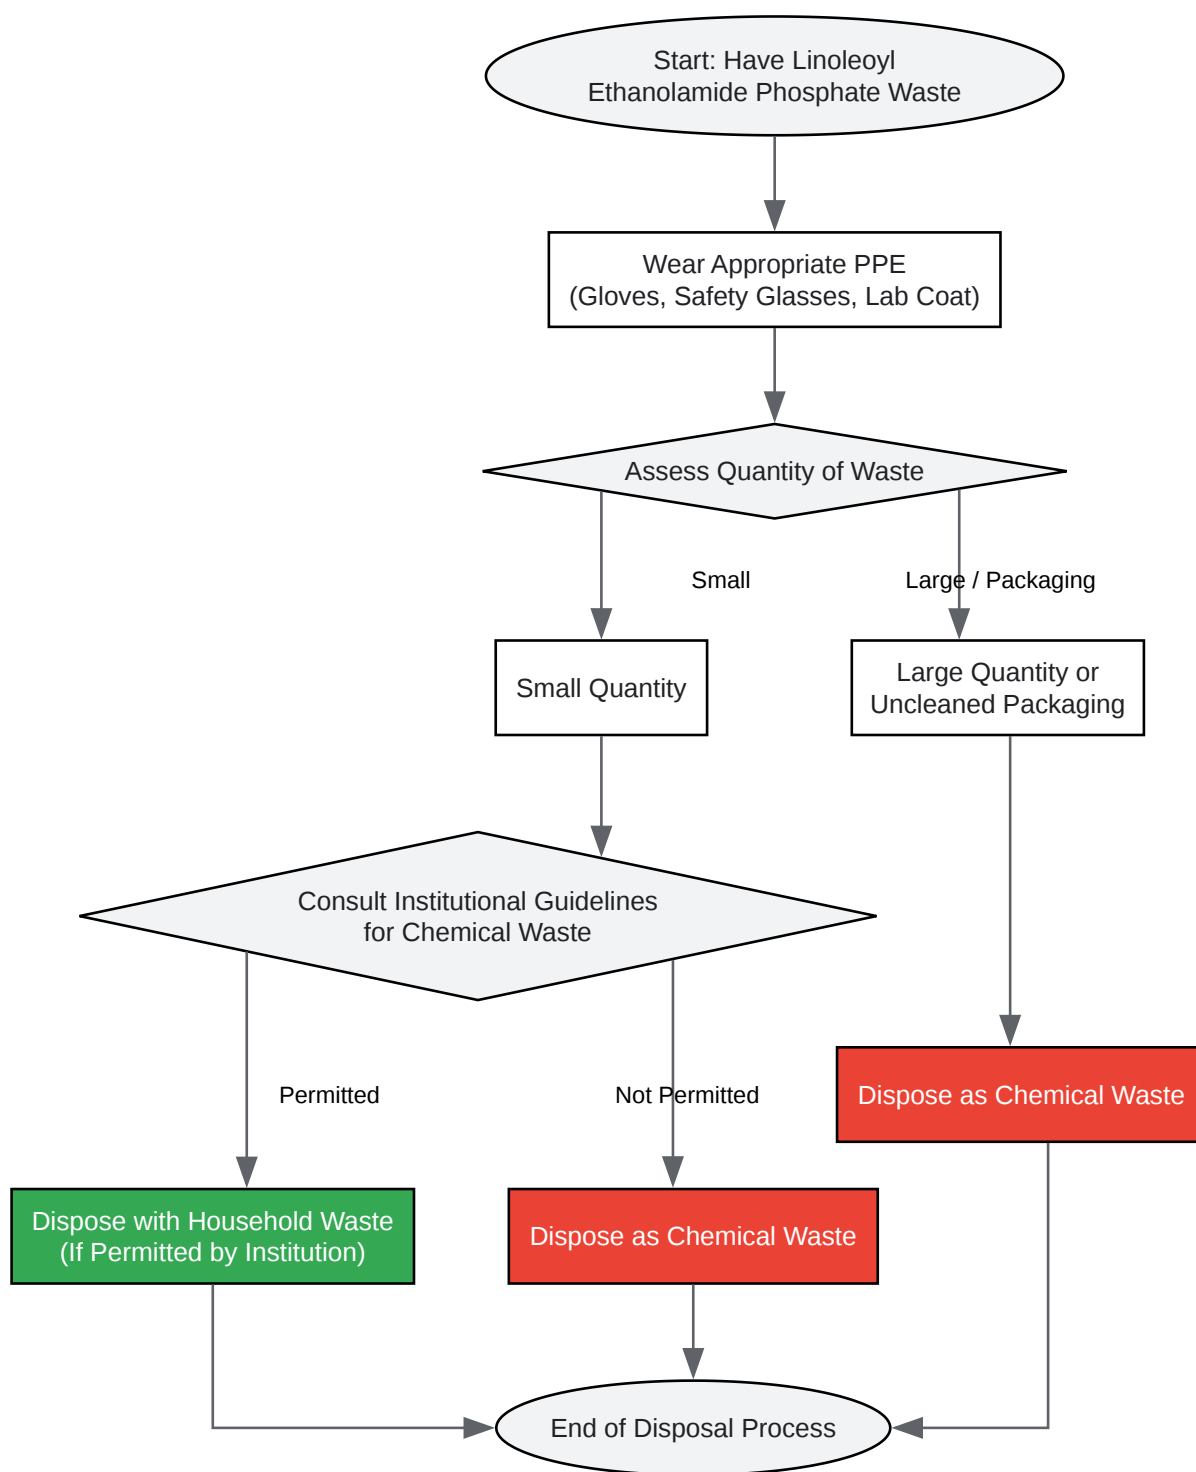 Start: Have Linoleoyl
Ethanolamide Phosphate Waste
Wear Appropriate PPE
(Gloves, Safety Glasses, Lab Coat)
Assess Quantity of Waste
Small
Large / Packaging
Small Quantity
Large Quantity or
Uncleaned Packaging
Consult Institutional Guidelines
for Chemical Waste
Permitted
Not Permitted
Dispose as Chemical Waste
Dispose with Household Waste
(If Permitted by Institution)
Dispose as Chemical Waste
End of Disposal Process